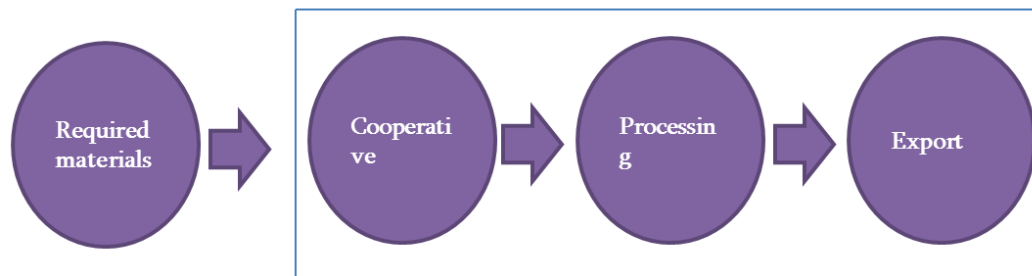 Required
materials
Cooperati
ve
Processin
g
Export